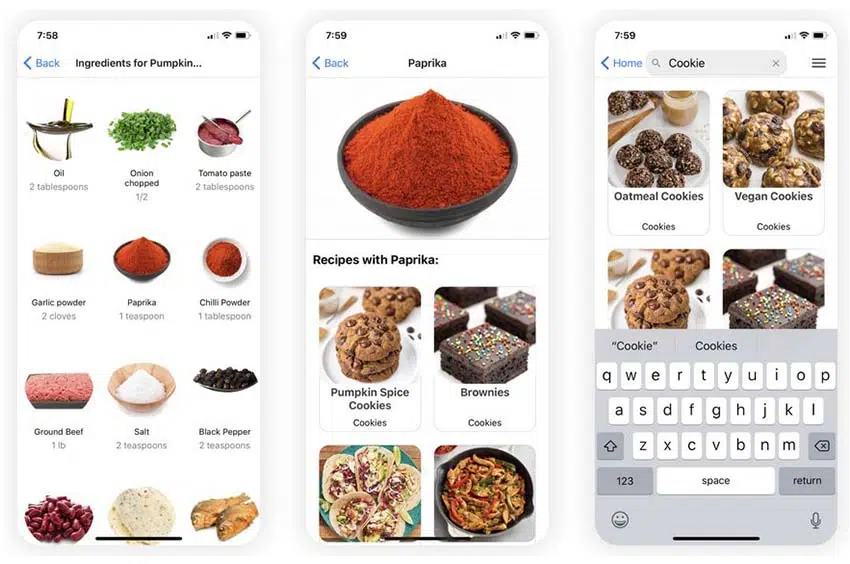 7:58
Back
Ingredients for Pumpkin...
Oil
2 tablespoons
Onion
chopped
1/2
Tomato paste
2 tablespoons
Garlic powder
2 cloves
Paprika
1 teaspoon
Chilli Powder
1 tablespoon
Ground Beef
1 lb
Salt
2 teaspoons
Black Pepper
2 teaspoons
7:59
Back
Paprika
Recipes with Paprika:
Pumpkin Spice
Cookies
Cookies
Brownies
Cookies
7:59
Home
Cookie
Oatmeal Cookies
Cookies
Vegan Cookies
Cookies
“Cookie”
Cookies
q w e r t y u i o p
a s d f g h j k l
z x c v b n m
123
space
return